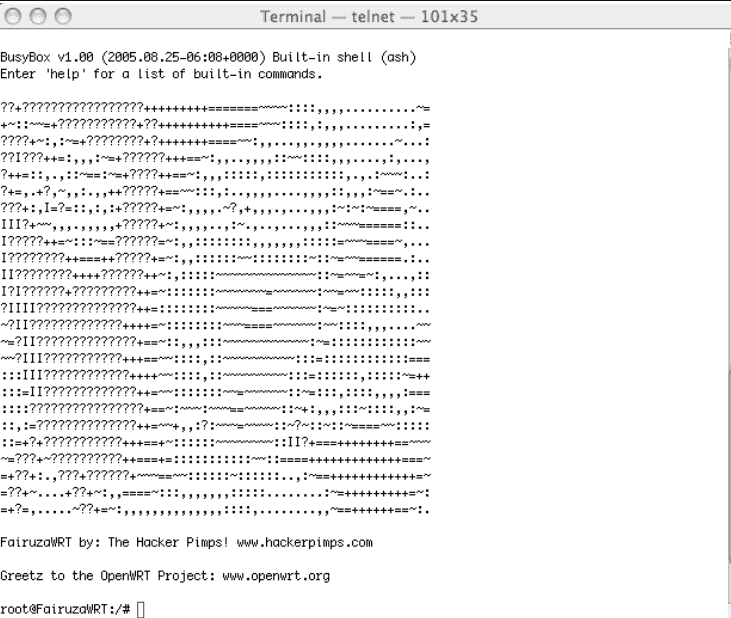 Terminal — telnet — 101x35
BusyBox v1.00 (2005.08.25-06:08+0000) Built-in shell (ash)
Enter 'help' for a list of built-in commands.
FairuzaWRT by: The Hacker Pimps! www.hackerpimps.com
Greetz to the OpenWRT Project: www.openwrt.org
root@FairuzaWRT:/#